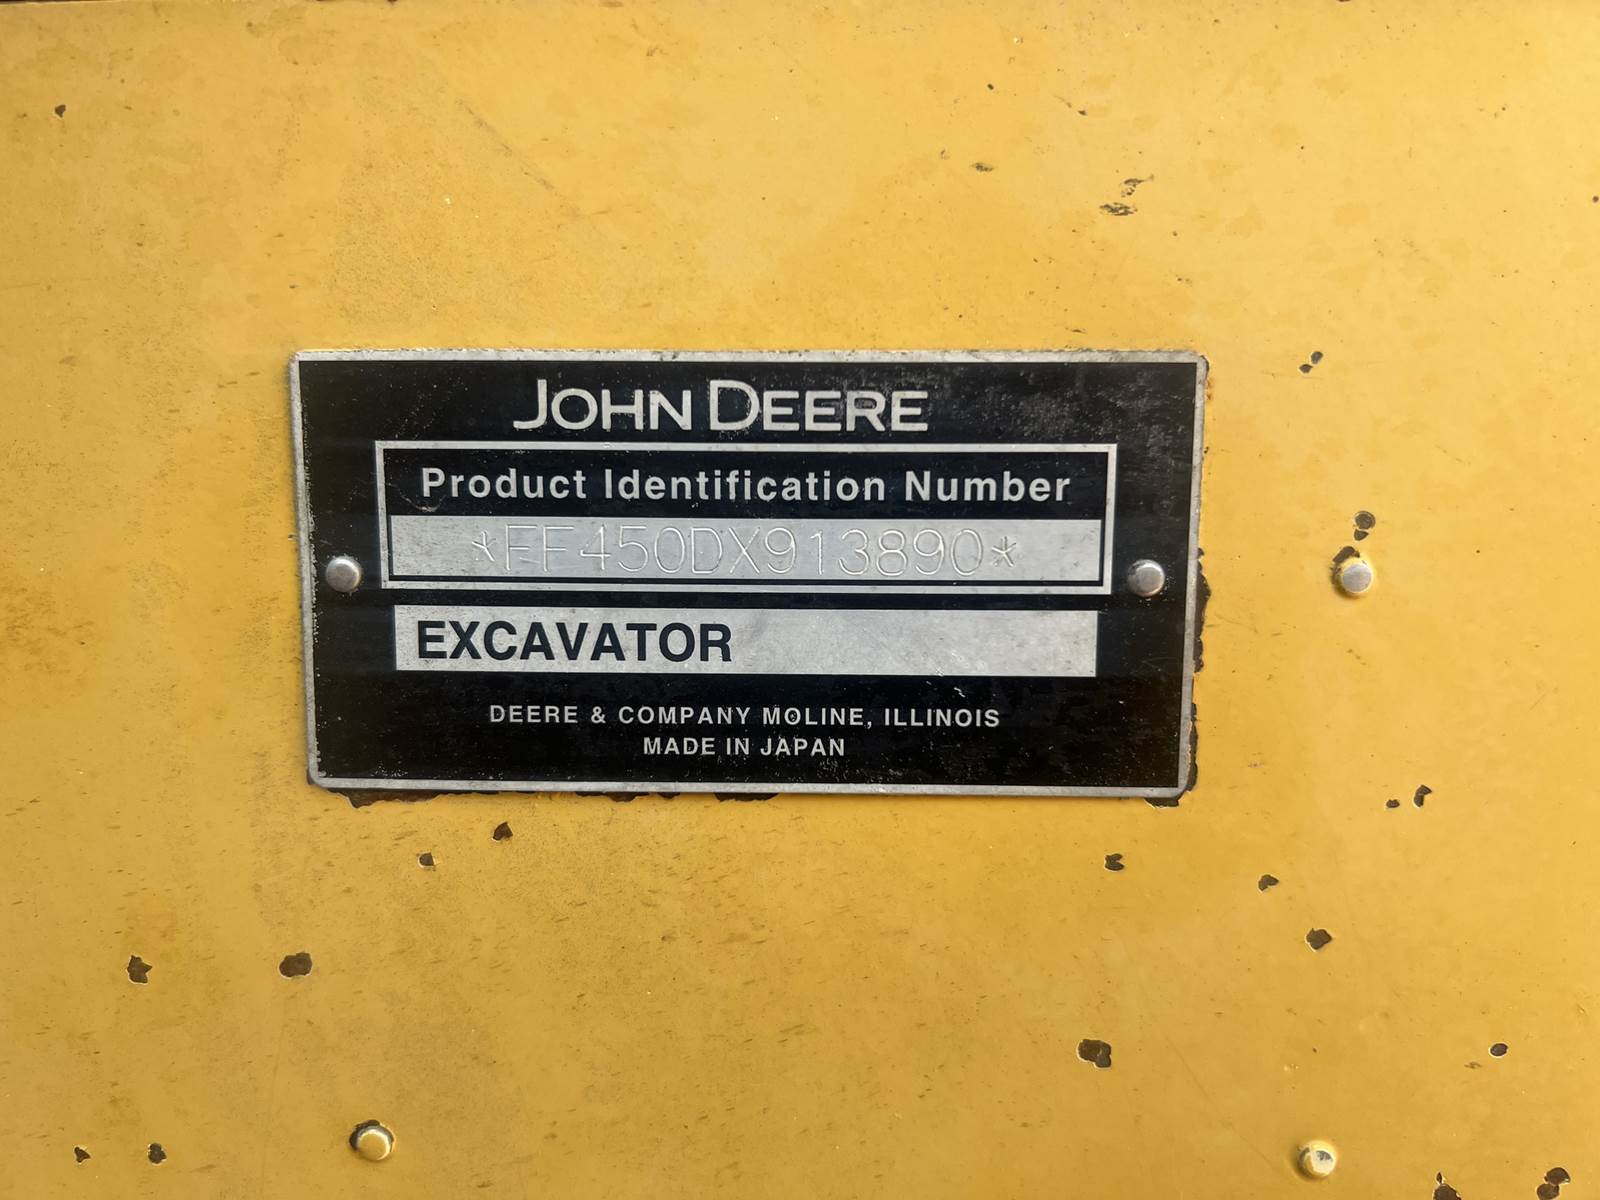 JOHN DEERE
Product Identification Number
*FF450DX913890*
EXCAVATOR
DEERE & COMPANY MOLINE, ILLINOIS
MADE IN JAPAN